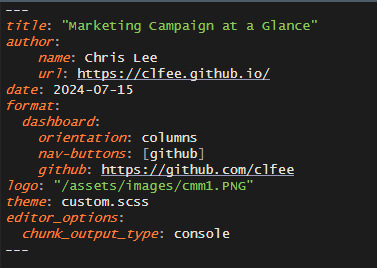 ---
title: "Marketing Campaign at a Glance"
author:
    name: Chris Lee
    url: https://clfee.github.io/
date: 2024-07-15
format:
  dashboard:
    orientation: columns
    nav-buttons: [github]
    github: https://github.com/clfee
logo: "/assets/images/cmm1.PNG"
theme: custom.scss
editor_options:
  chunk_output_type: console
---